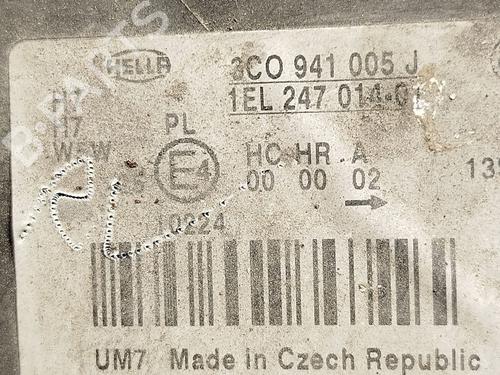 HELLA
3C0 941 005 J
1EL 247 014-01
H7
H7
W5W
PL
E4
HC HR A
00 00 02
10224
UM7 Made in Czech Republic
B-PARTS